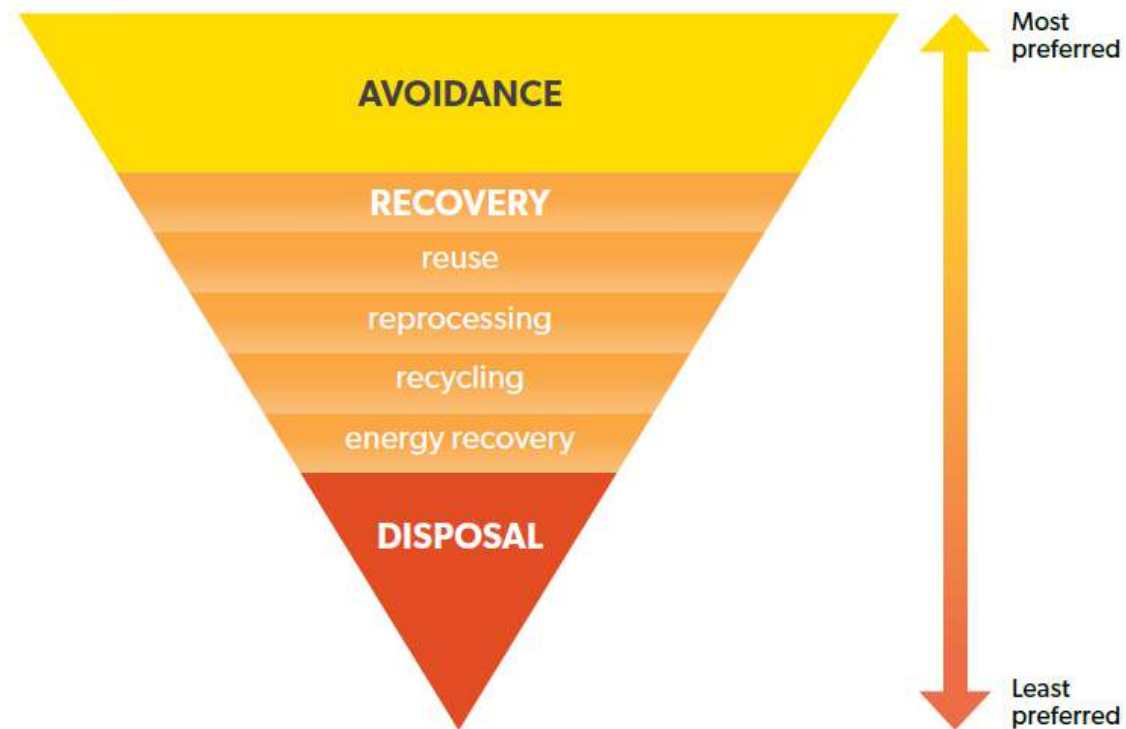 Most
preferred
AVOIDANCE
RECOVERY
reuse
reprocessing
recycling
energy recovery
DISPOSAL
Least
preferred